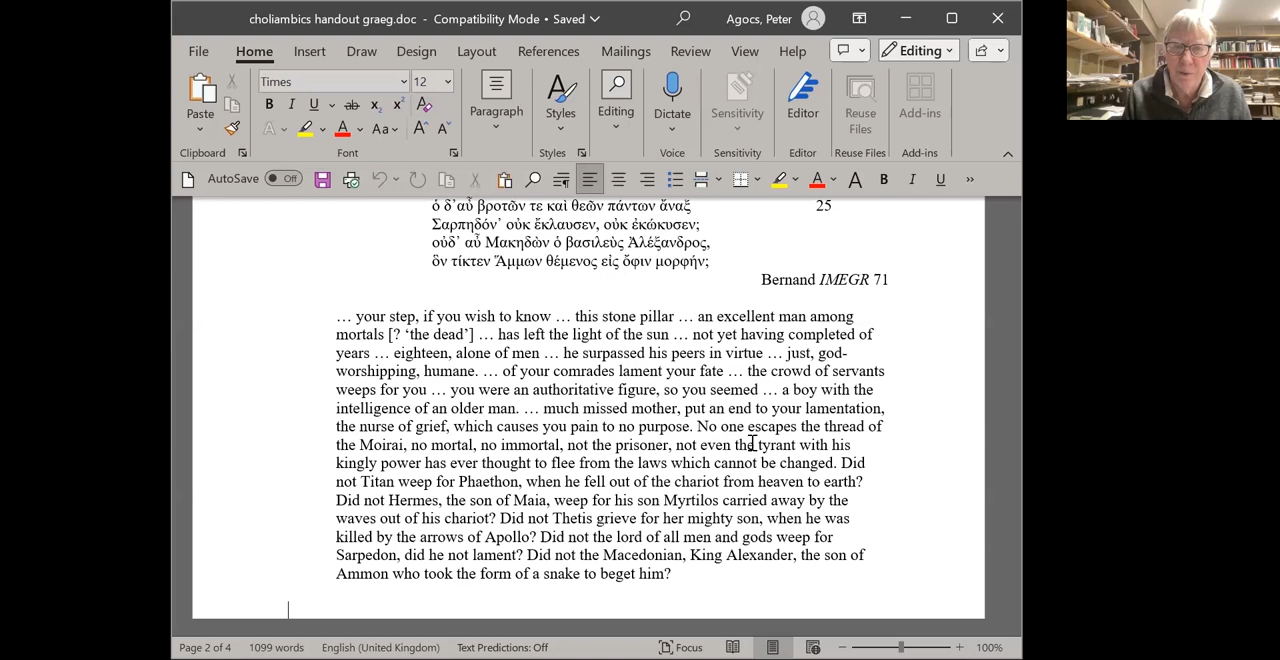 choliambics handout graeg.doc - Compatibility Mode • Saved
Agocs, Peter
File Home Insert Draw Design Layout References Mailings Review View Help Editing
Times 12
Paste
Paragraph
Styles
Editing
Dictate
Sensitivity
Editor
Reuse Files
Add-ins
B I U ab x₂ x² A
A A Aa A A
Clipboard Font Styles Voice Sensitivity Editor Reuse Files Add-ins
AutoSave Off A A B I U »
ὁ δ’αὖ βροτῶν τε καὶ θεῶν πάντων ἄναξ 25
Σαρπηδόν’ οὐκ ἔκλαυσεν, οὐκ ἐκώκυσεν;
οὐδ’ αὖ Μακηδὼν ὁ βασιλεὺς Ἀλέξανδρος,
ὃν τίκτεν Ἄμμων θέμενος εἰς ὄφιν μορφήν;
Bernand IMEGR 71
… your step, if you wish to know … this stone pillar … an excellent man among
mortals [? ‘the dead’] … has left the light of the sun … not yet having completed of
years … eighteen, alone of men … he surpassed his peers in virtue … just, god-
worshipping, humane. … of your comrades lament your fate … the crowd of servants
weeps for you … you were an authoritative figure, so you seemed … a boy with the
intelligence of an older man. … much missed mother, put an end to your lamentation,
the nurse of grief, which causes you pain to no purpose. No one escapes the thread of
the Moirai, no mortal, no immortal, not the prisoner, not even the tyrant with his
kingly power has ever thought to flee from the laws which cannot be changed. Did
not Titan weep for Phaethon, when he fell out of the chariot from heaven to earth?
Did not Hermes, the son of Maia, weep for his son Myrtilos carried away by the
waves out of his chariot? Did not Thetis grieve for her mighty son, when he was
killed by the arrows of Apollo? Did not the lord of all men and gods weep for
Sarpedon, did he not lament? Did not the Macedonian, King Alexander, the son of
Ammon who took the form of a snake to beget him?
Page 2 of 4 1099 words English (United Kingdom) Text Predictions: Off Focus 100%